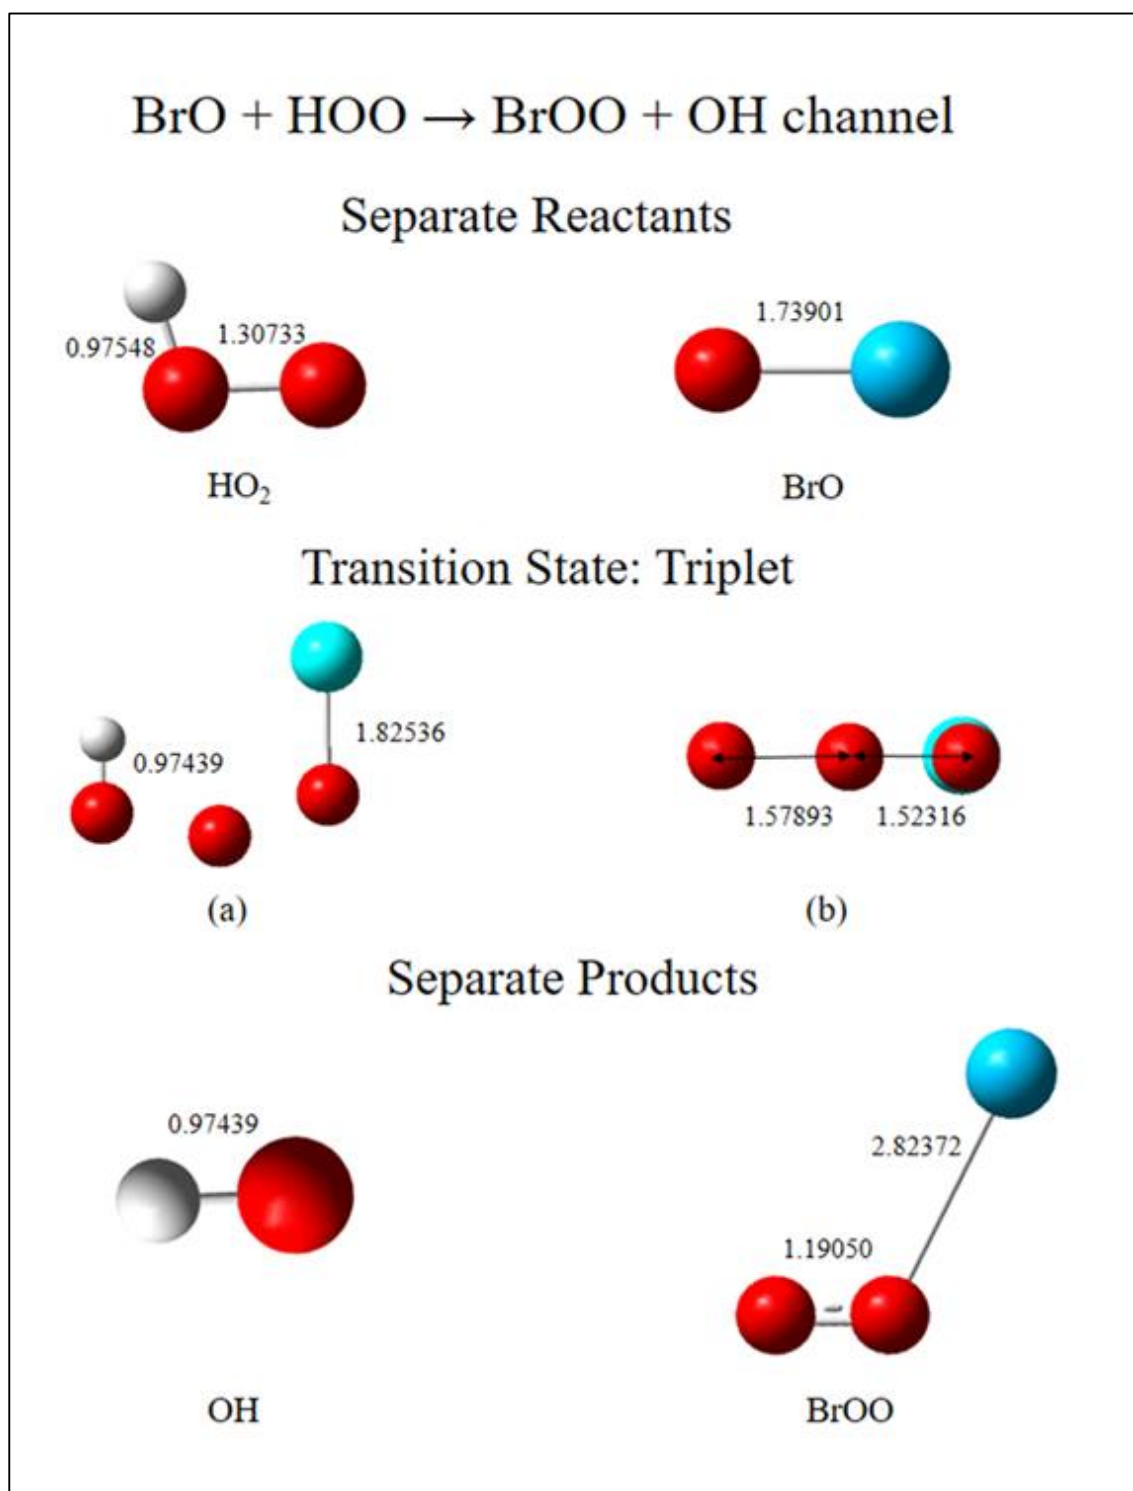 BrO + HOO → BrOO + OH channel
Separate Reactants
0.97548
1.30733
1.73901
HO₂
BrO
Transition State: Triplet
0.97439
1.82536
1.57893
1.52316
(a)
(b)
Separate Products
0.97439
2.82372
1.19050
OH
BrOO